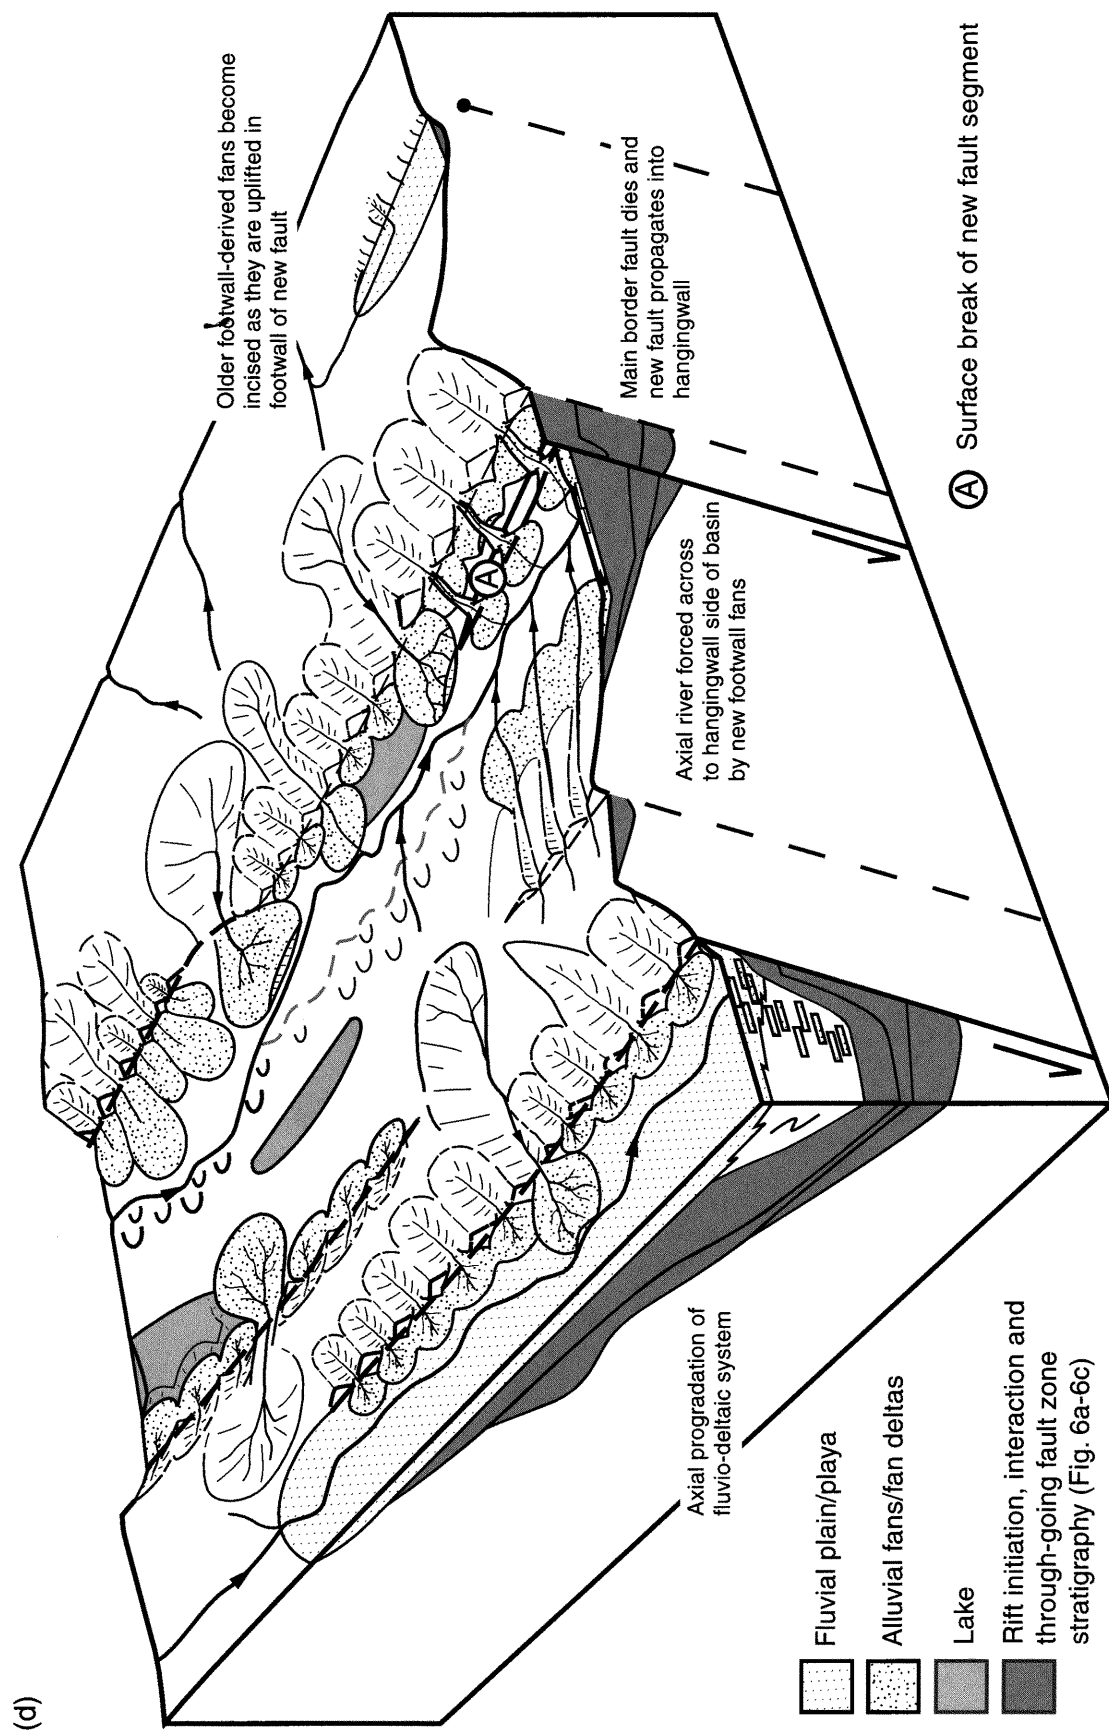 (d)
Older footwall-derived fans become
incised as they are uplifted in
footwall of new fault
Main border fault dies and
new fault propagates into
hangingwall
Axial river forced across
to hangingwall side of basin
by new footwall fans
Axial progradation of
fluvio-deltaic system
A
A Surface break of new fault segment
Fluvial plain/playa
Alluvial fans/fan deltas
Lake
Rift initiation, interaction and
through-going fault zone
stratigraphy (Fig. 6a-6c)